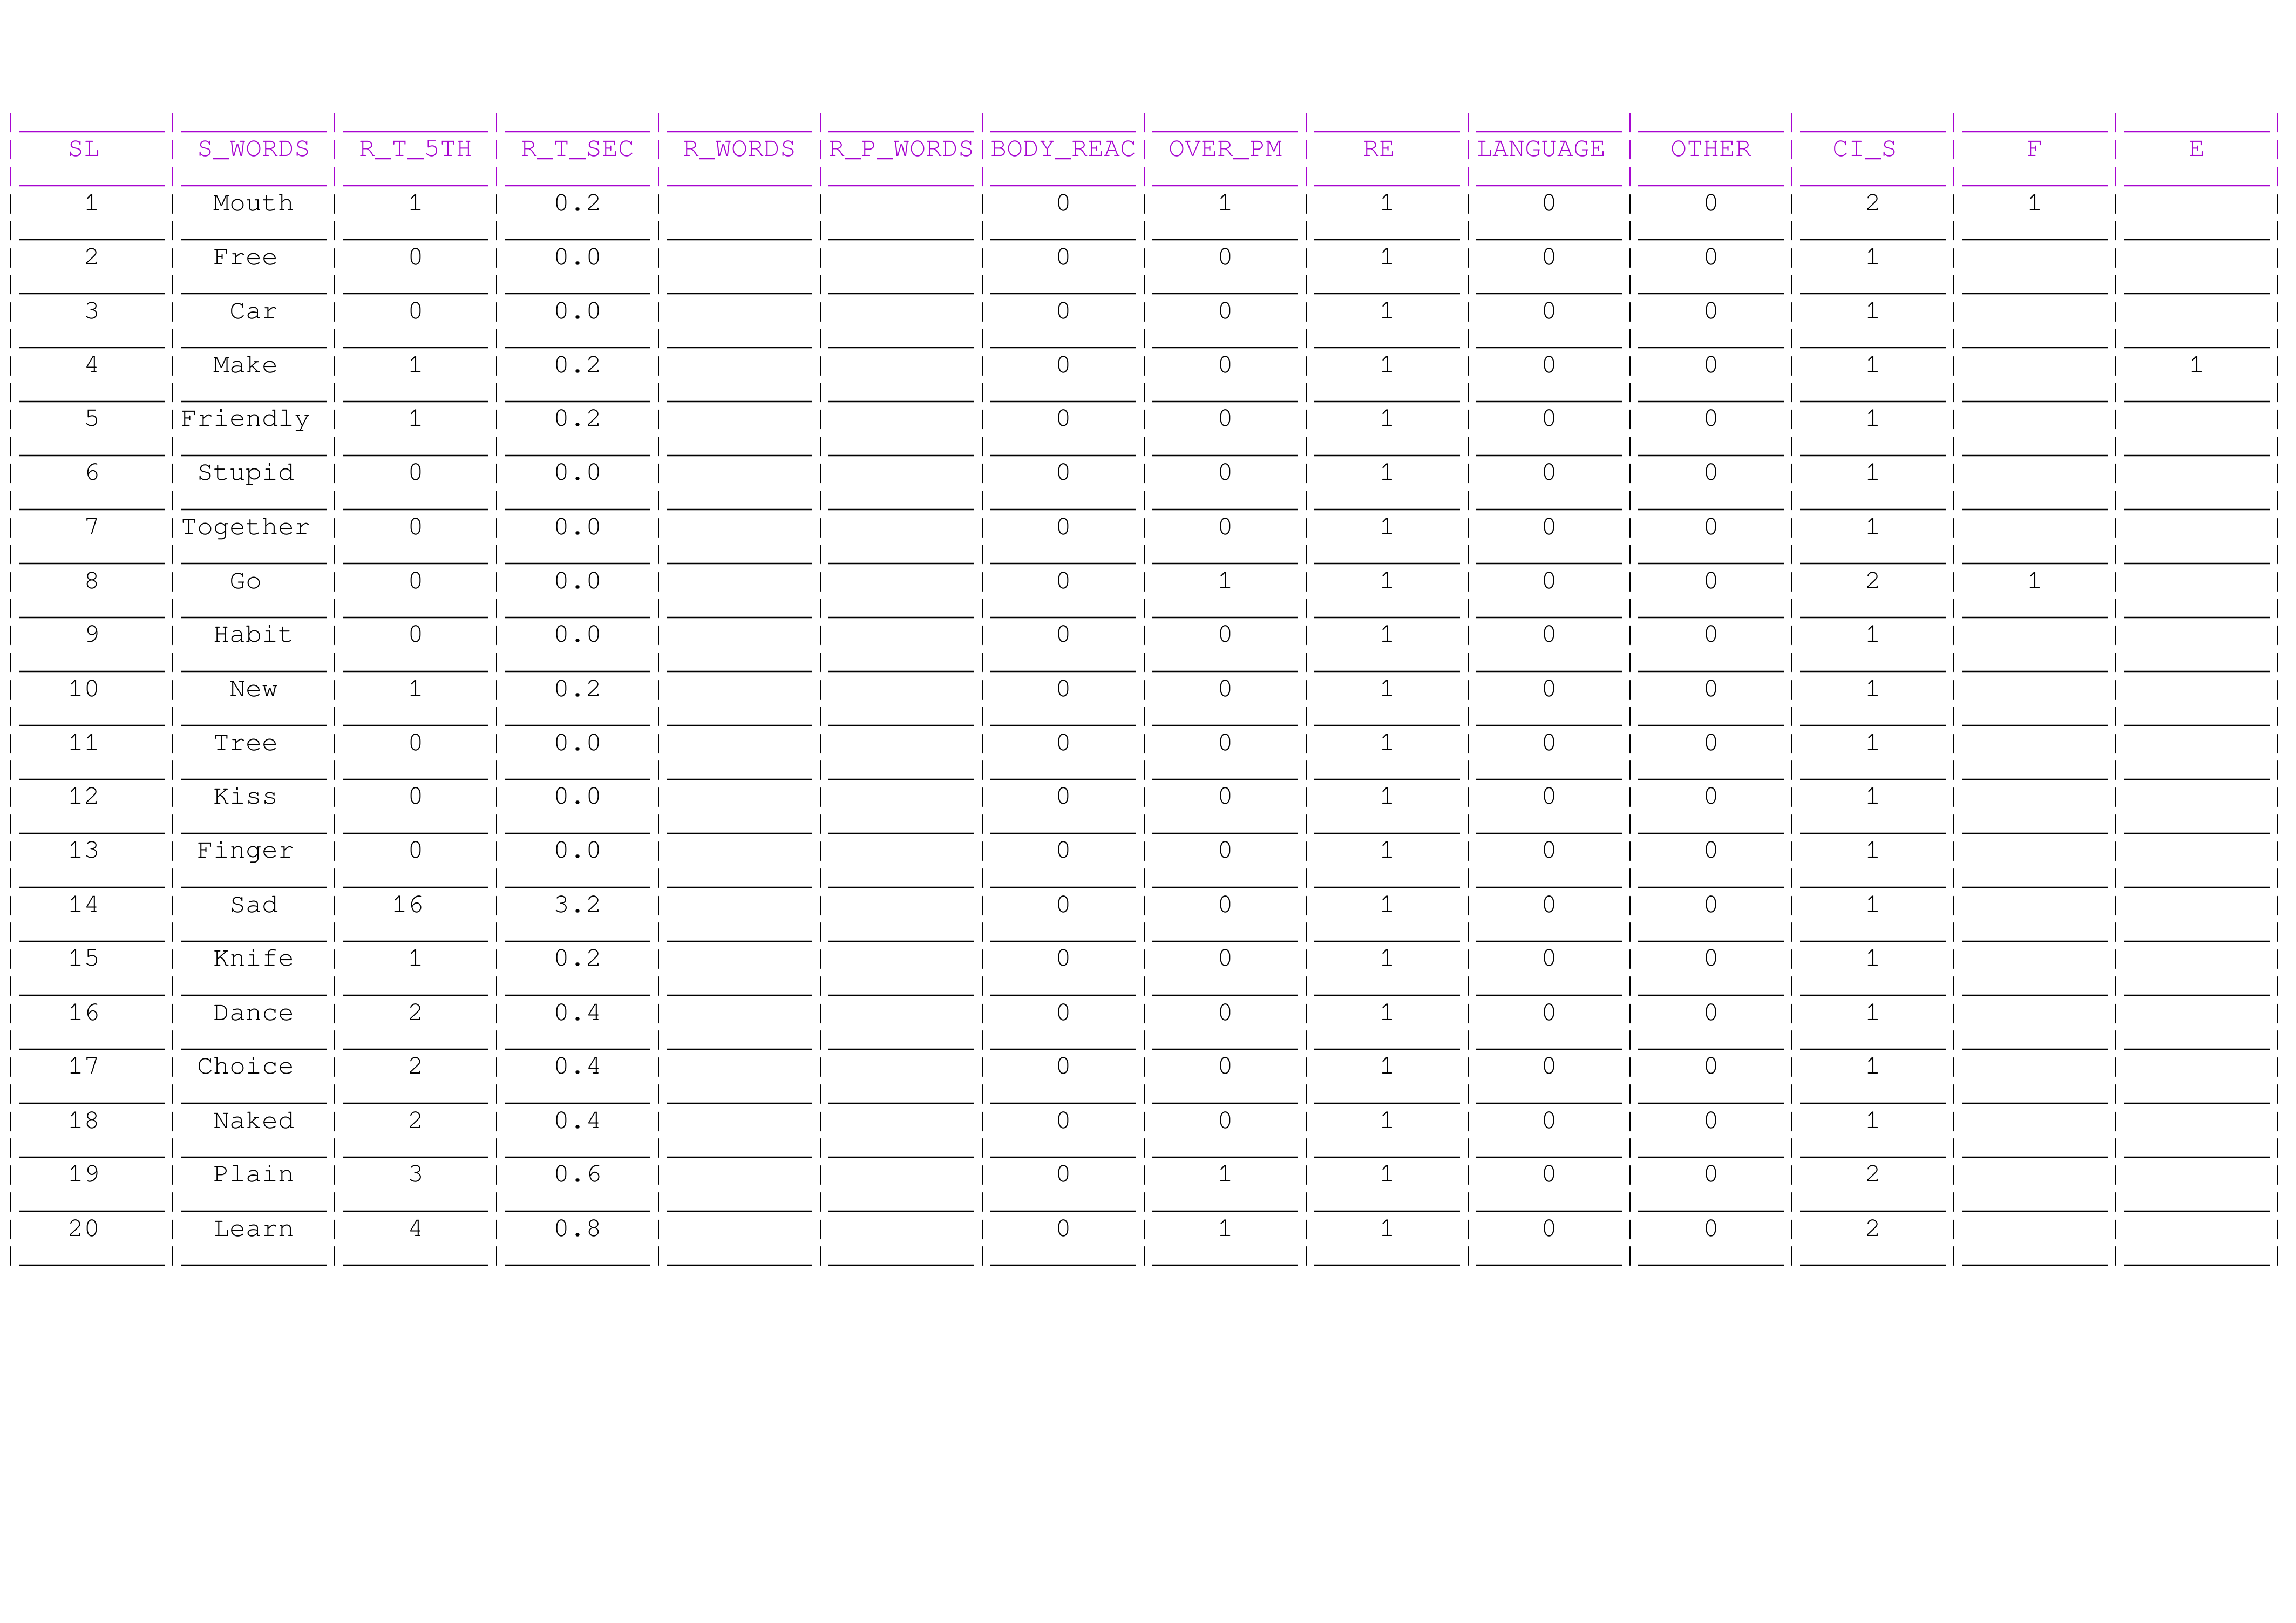 SL S_WORDS R_T_5TH R_T_SEC R_WORDS R_P_WORDS BODY_REAC OVER_PM RE LANGUAGE OTHER CI_S F E
1 Mouth 1 0.2 0 1 1 0 0 2 1
2 Free 0 0.0 0 0 1 0 0 1
3 Car 0 0.0 0 0 1 0 0 1
4 Make 1 0.2 0 0 1 0 0 1 1
5 Friendly 1 0.2 0 0 1 0 0 1
6 Stupid 0 0.0 0 0 1 0 0 1
7 Together 0 0.0 0 0 1 0 0 1
8 Go 0 0.0 0 1 1 0 0 2 1
9 Habit 0 0.0 0 0 1 0 0 1
10 New 1 0.2 0 0 1 0 0 1
11 Tree 0 0.0 0 0 1 0 0 1
12 Kiss 0 0.0 0 0 1 0 0 1
13 Finger 0 0.0 0 0 1 0 0 1
14 Sad 16 3.2 0 0 1 0 0 1
15 Knife 1 0.2 0 0 1 0 0 1
16 Dance 2 0.4 0 0 1 0 0 1
17 Choice 2 0.4 0 0 1 0 0 1
18 Naked 2 0.4 0 0 1 0 0 1
19 Plain 3 0.6 0 1 1 0 0 2
20 Learn 4 0.8 0 1 1 0 0 2